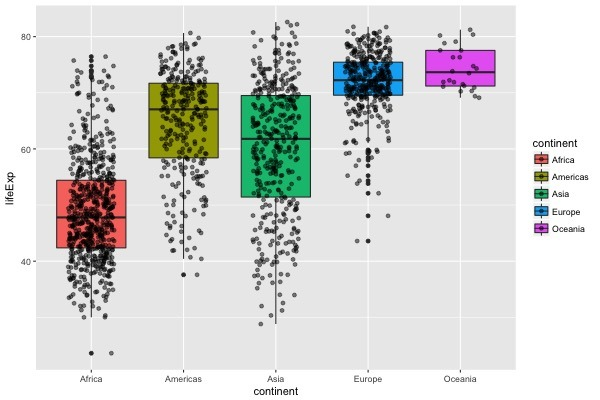 80
60
40
lifeExp
Africa
Americas
Asia
Europe
Oceania
continent
continent
Africa
Americas
Asia
Europe
Oceania